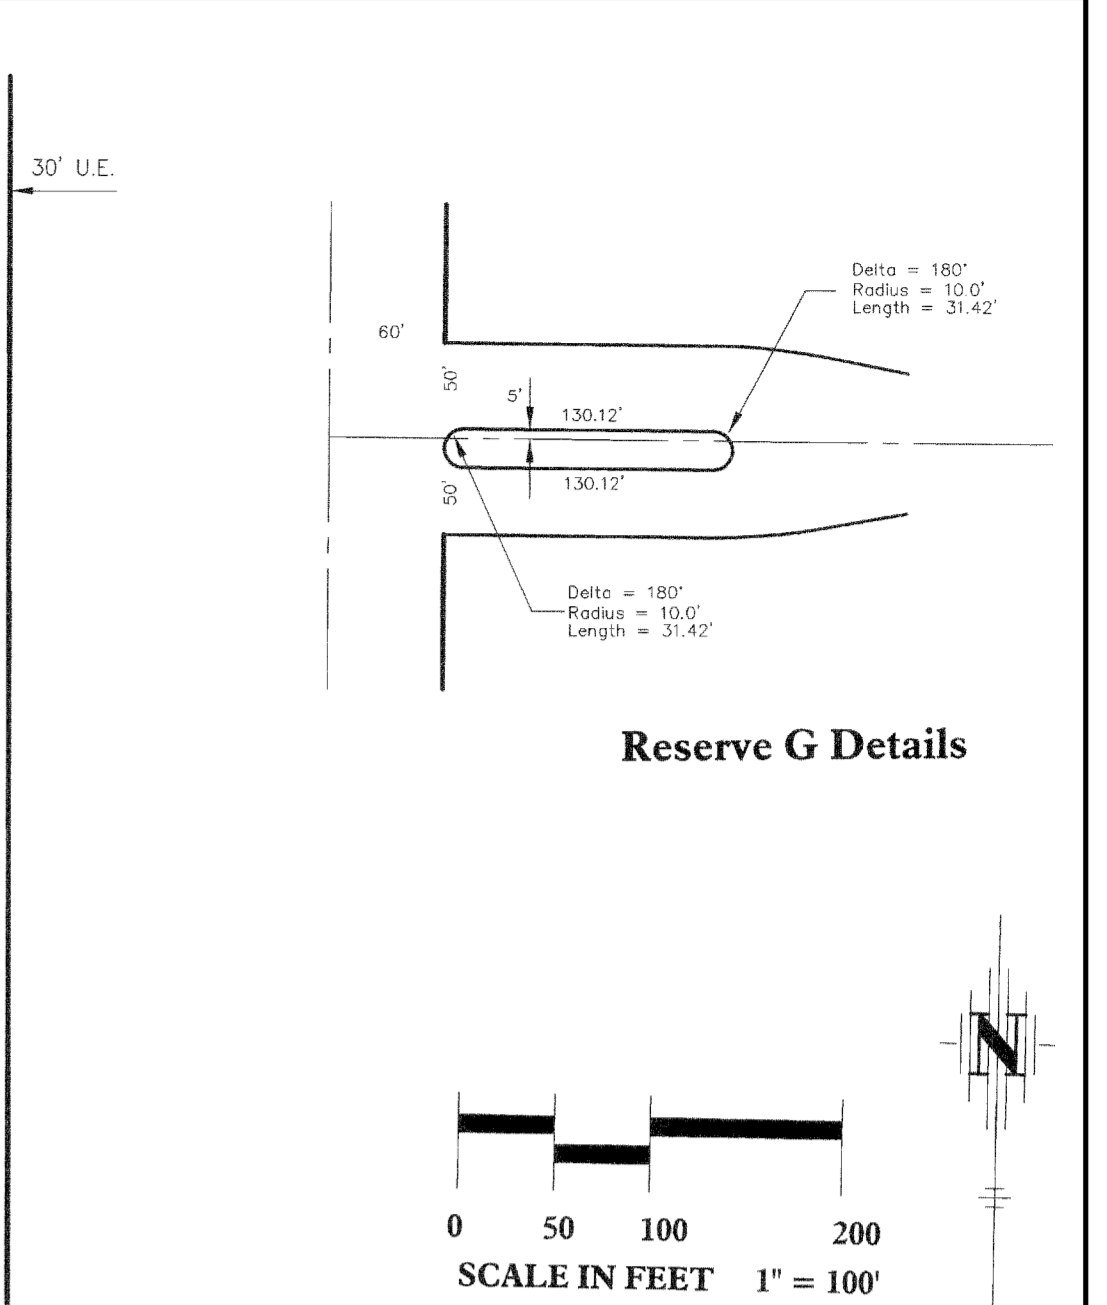 30' U.E.
Delta = 180°
Radius = 10.0'
Length = 31.42'
60'
50'
5'
130.12'
130.12'
50'
Delta = 180°
Radius = 10.0'
Length = 31.42'
Reserve G Details
N
0 50 100 200
SCALE IN FEET 1" = 100'